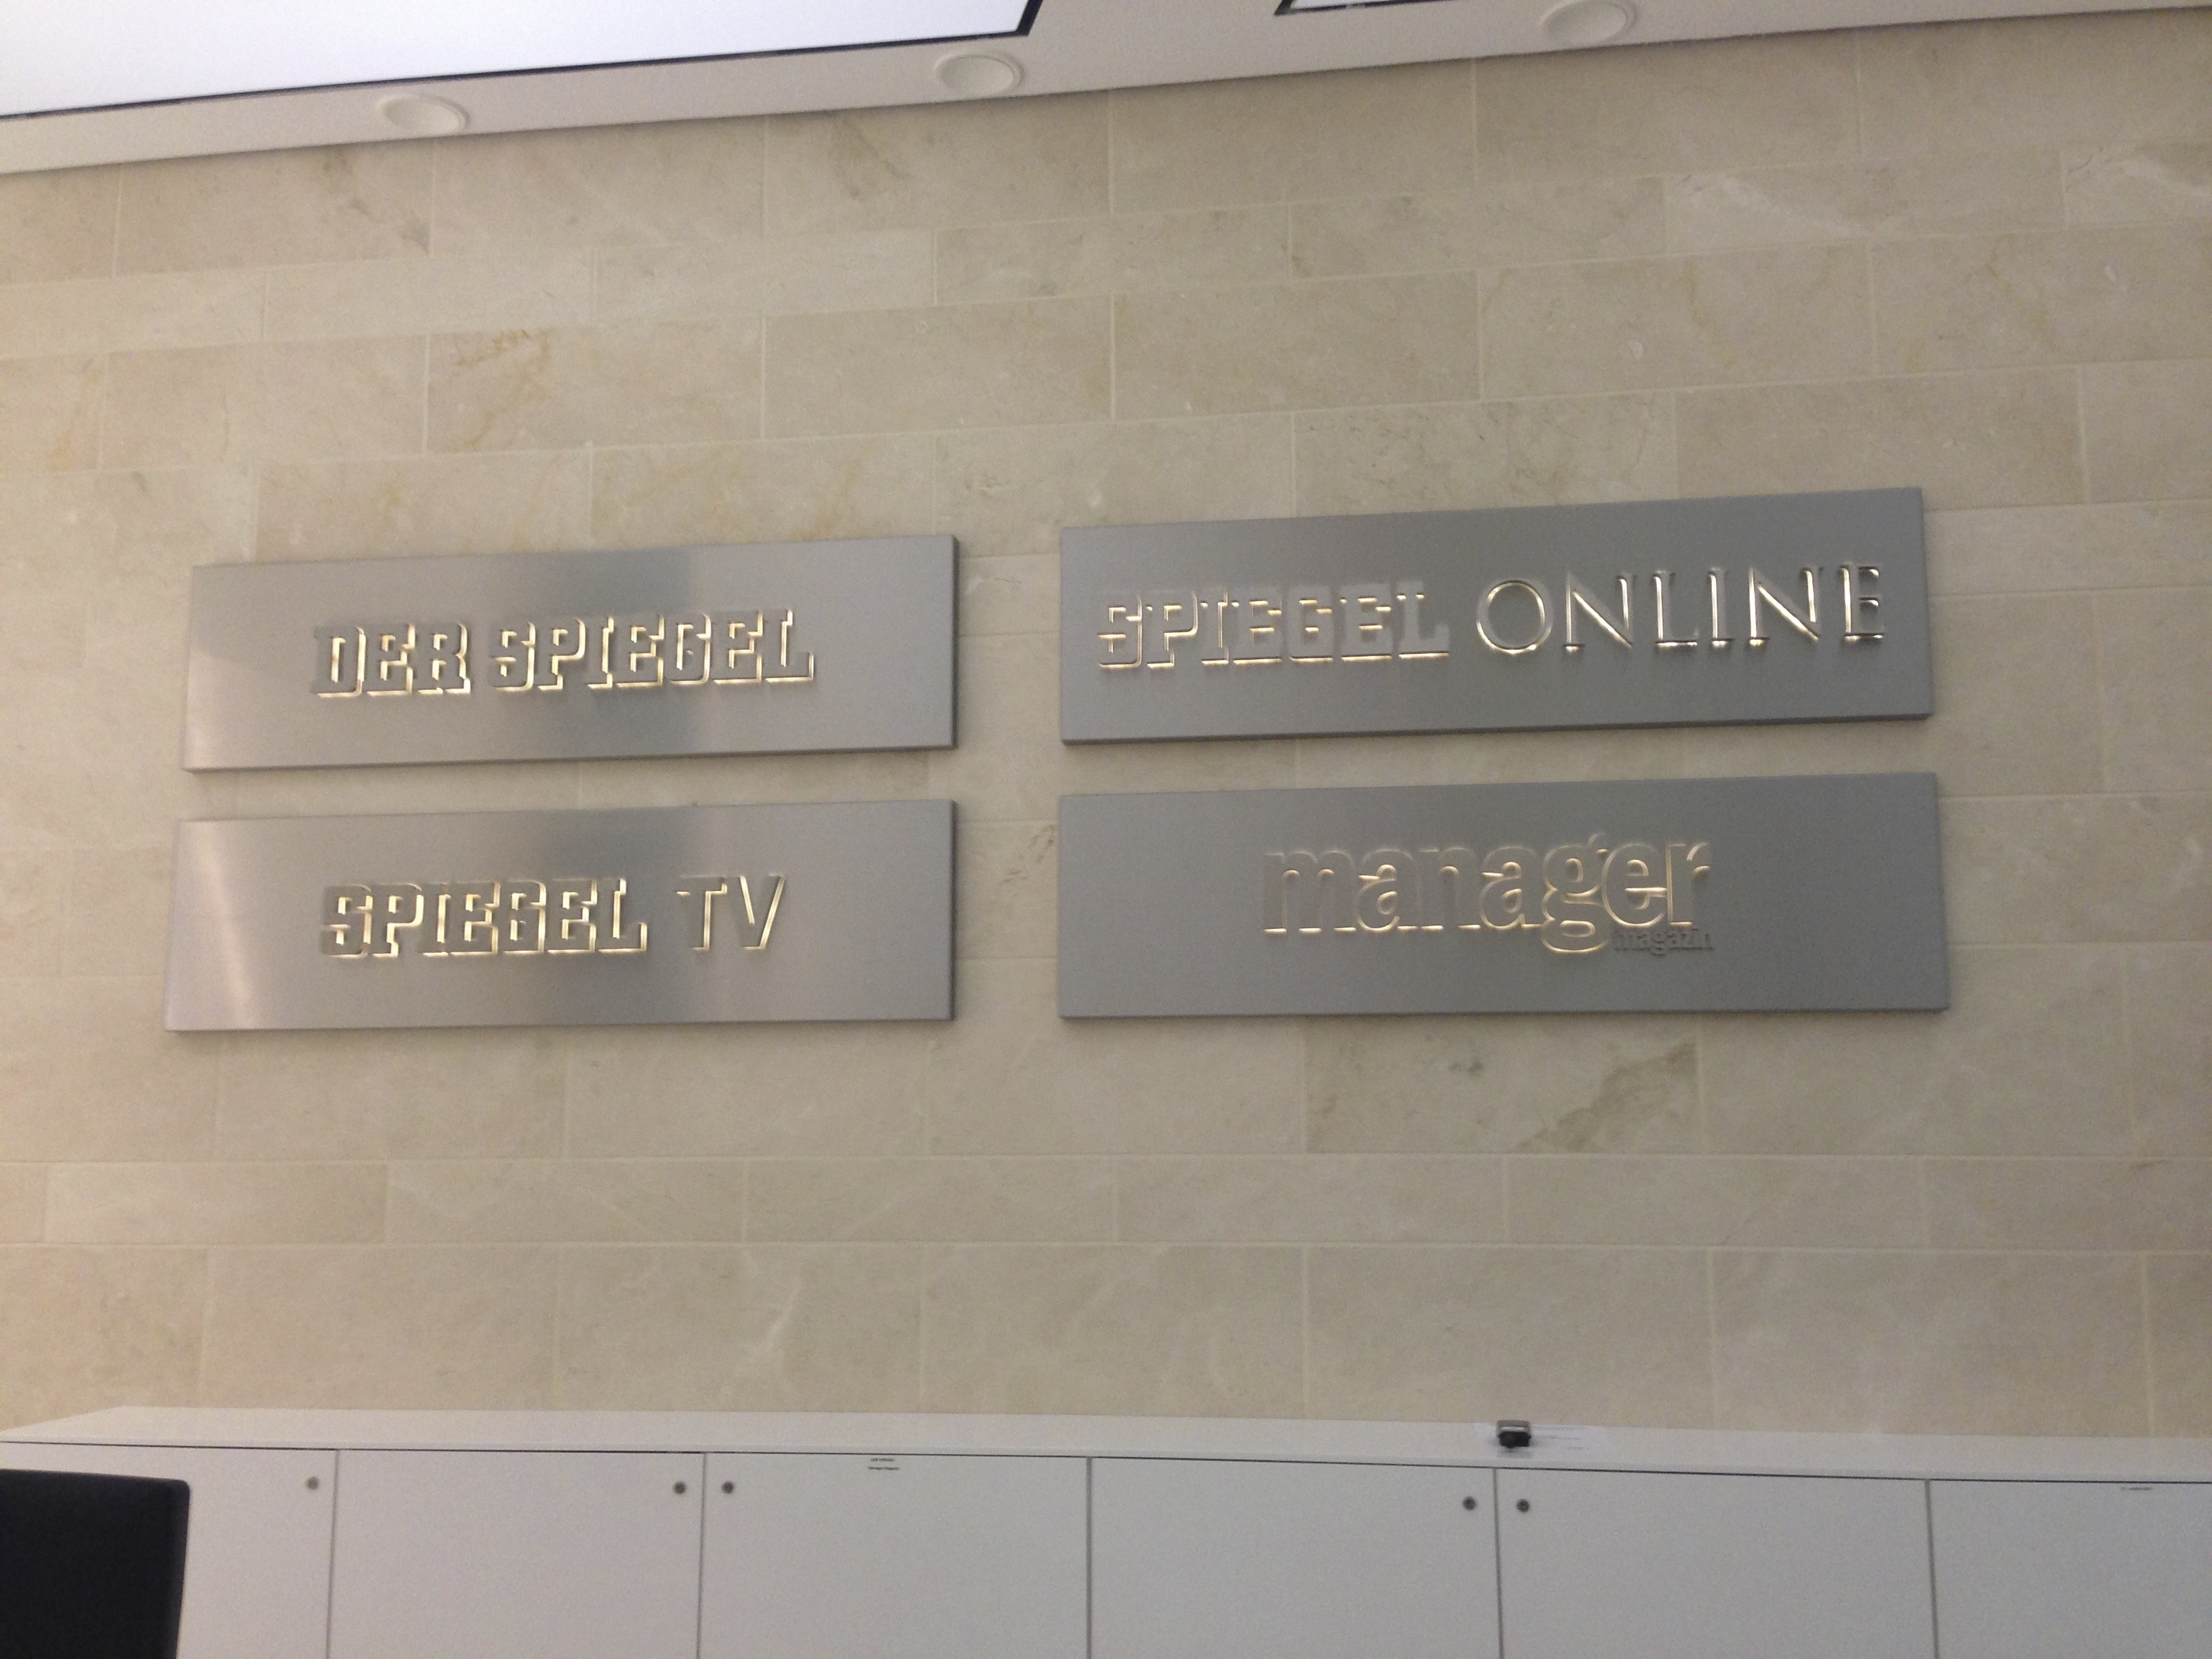 DER SPIEGEL
SPIEGEL ONLINE
SPIEGEL TV
manager
magazin